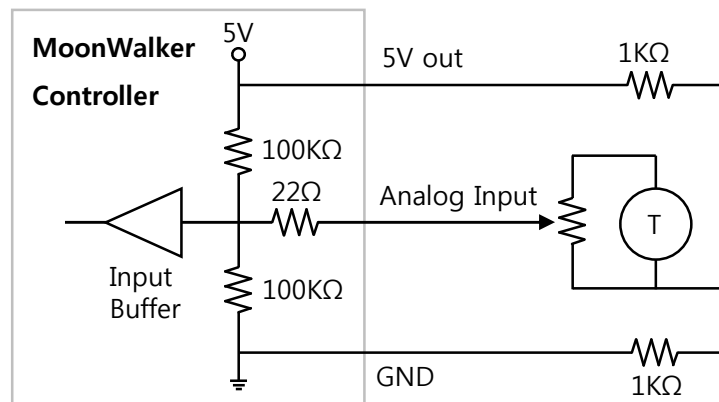 MoonWalker
Controller
5V
5V out
1KΩ
100KΩ
22Ω
Analog Input
T
Input
Buffer
100KΩ
GND
1KΩ